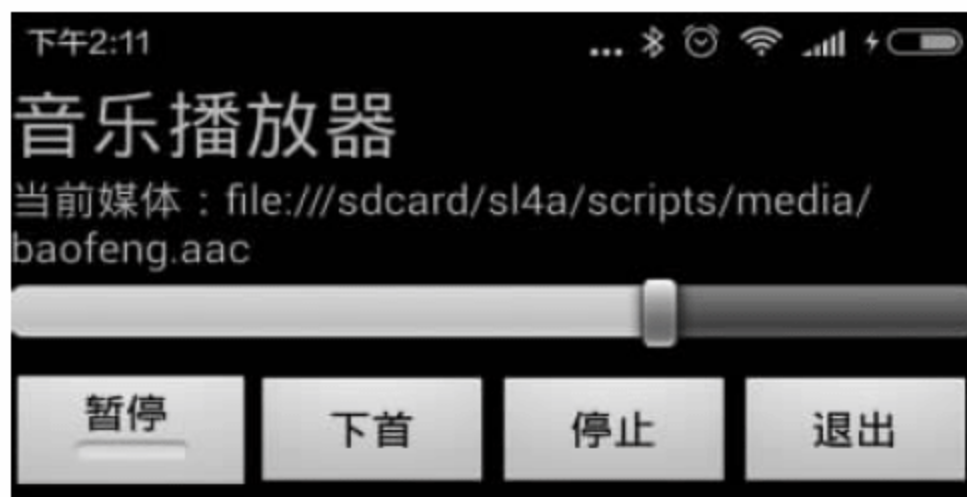 下午2:11
音乐播放器
当前媒体：file:///sdcard/sl4a/scripts/media/
baofeng.aac
暂停 下首 停止 退出